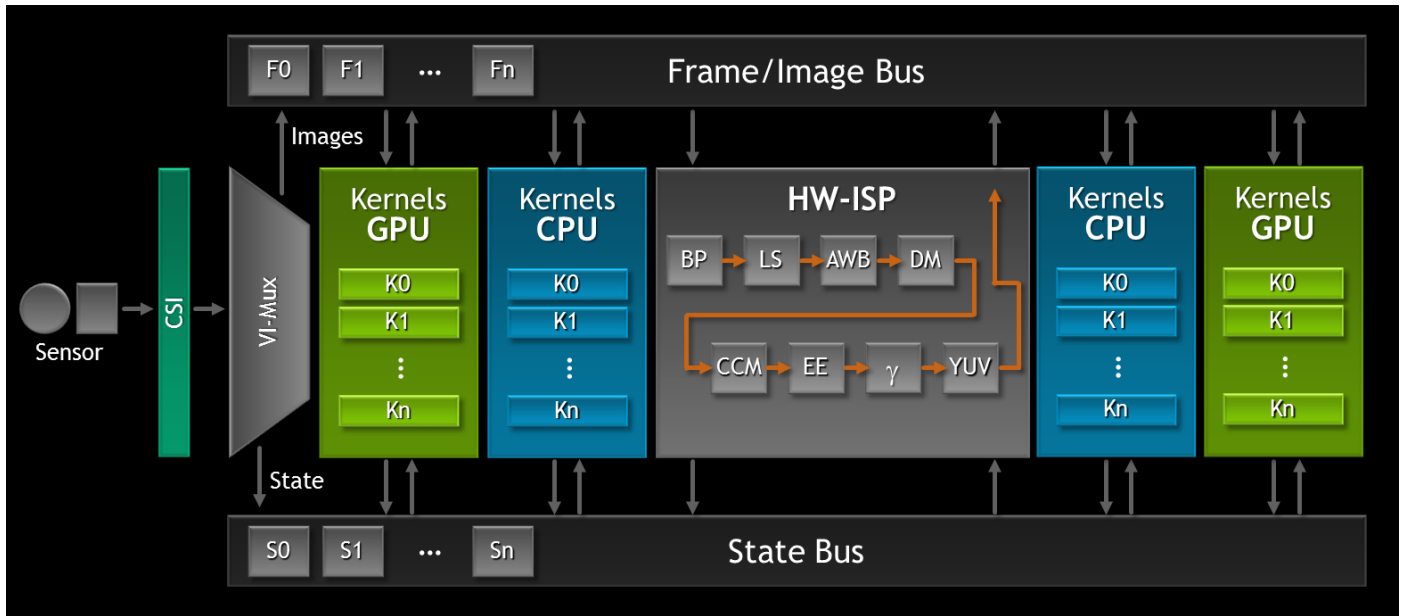 F0 F1 ... Fn Frame/Image Bus
Images
Sensor
CSI
VI-Mux
Kernels
GPU
K0
K1
⋮
Kn
Kernels
CPU
K0
K1
⋮
Kn
HW-ISP
BP LS AWB DM
CCM EE γ YUV
Kernels
CPU
K0
K1
⋮
Kn
Kernels
GPU
K0
K1
⋮
Kn
State
S0 S1 ... Sn State Bus